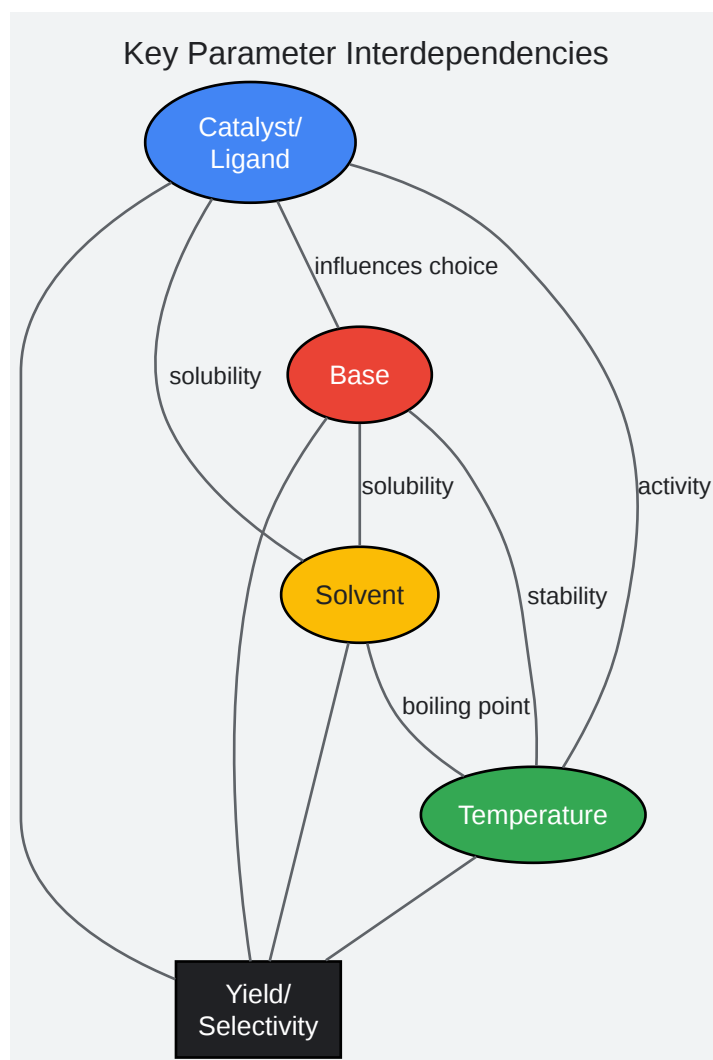 Key Parameter Interdependencies
Catalyst/
Ligand
influences choice
solubility
Base
solubility
activity
Solvent
stability
boiling point
Temperature
Yield/
Selectivity